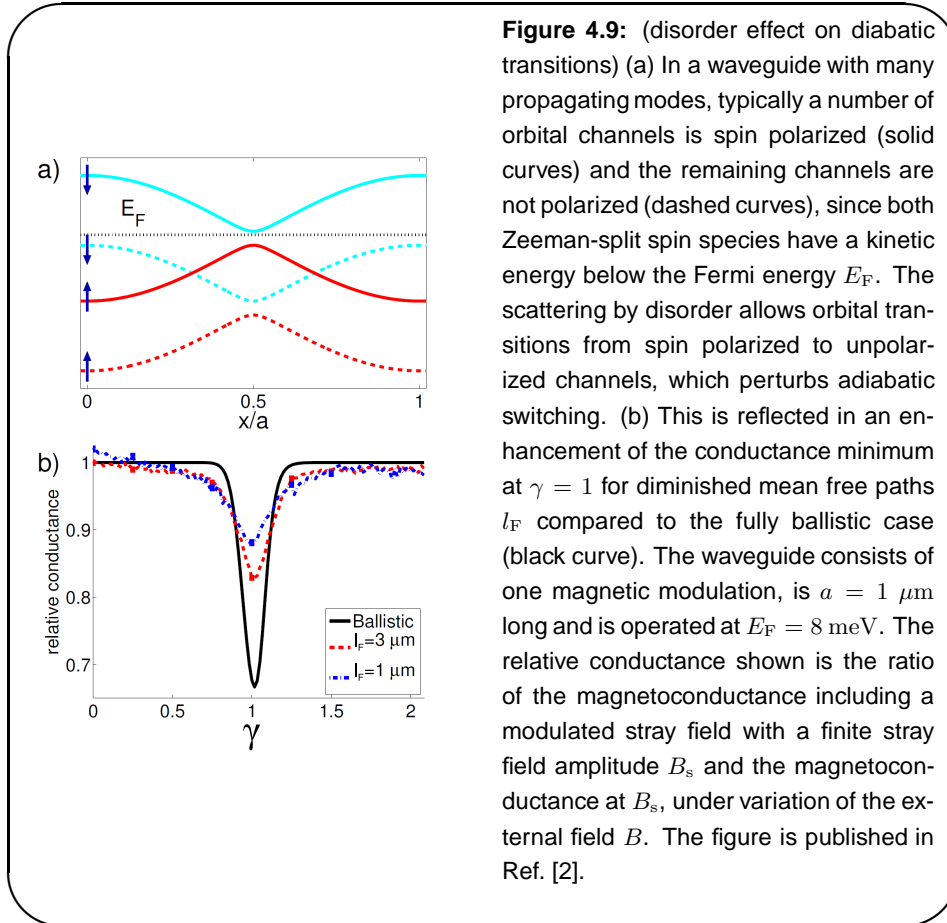 Figure 4.9: (disorder effect on diabatic
transitions) (a) In a waveguide with many
propagating modes, typically a number of
orbital channels is spin polarized (solid
curves) and the remaining channels are
not polarized (dashed curves), since both
Zeeman-split spin species have a kinetic
energy below the Fermi energy E_F. The
scattering by disorder allows orbital tran-
sitions from spin polarized to unpolar-
ized channels, which perturbs adiabatic
switching. (b) This is reflected in an en-
hancement of the conductance minimum
at γ = 1 for diminished mean free paths
l_F compared to the fully ballistic case
(black curve). The waveguide consists of
one magnetic modulation, is a = 1 μm
long and is operated at E_F = 8 meV. The
relative conductance shown is the ratio
of the magnetoconductance including a
modulated stray field with a finite stray
field amplitude B_s and the magnetocon-
ductance at B_s, under variation of the ex-
ternal field B. The figure is published in
Ref. [2].
a)
E_F
0 0.5 1
x/a
b)
1
0.9
0.8
0.7
relative conductance
Ballistic
l_F=3 μm
l_F=1 μm
0 0.5 1 1.5 2
γ